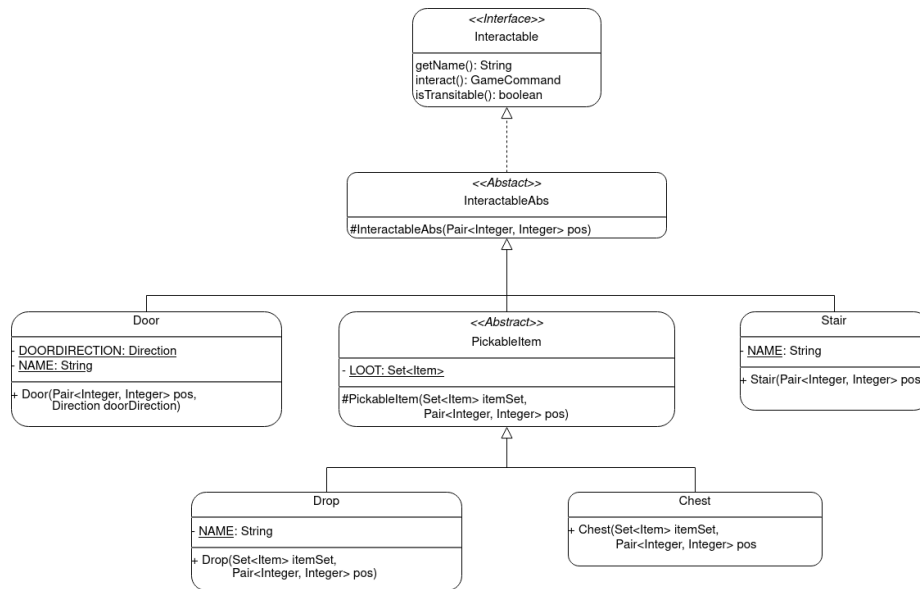 <<Interface>>
Interactable
getName(): String
interact(): GameCommand
isTransitable(): boolean
<<Abstact>>
InteractableAbs
#InteractableAbs(Pair<Integer, Integer> pos)
Door
- DOORDIRECTION: Direction
- NAME: String
+ Door(Pair<Integer, Integer> pos,
Direction doorDirection)
<<Abstract>>
PickableItem
- LOOT: Set<Item>
#PickableItem(Set<Item> itemSet,
Pair<Integer, Integer> pos)
Stair
- NAME: String
+ Stair(Pair<Integer, Integer> pos
Drop
- NAME: String
+ Drop(Set<Item> itemSet,
Pair<Integer, Integer> pos)
Chest
+ Chest(Set<Item> itemSet,
Pair<Integer, Integer> pos